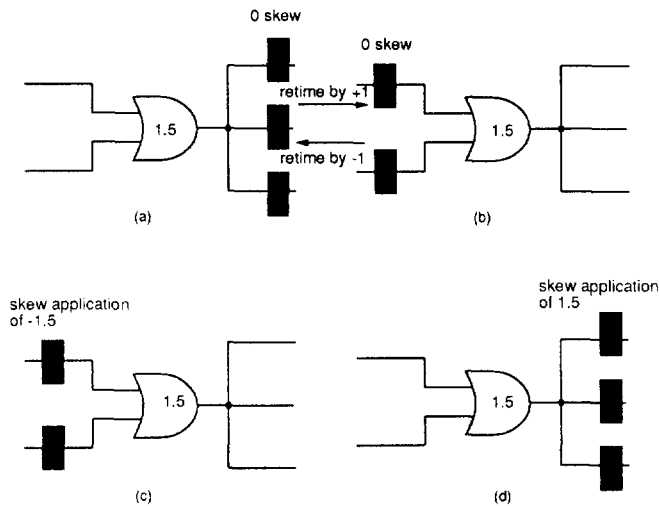 0 skew
0 skew
retime by +1
1.5
1.5
retime by -1
(a)
(b)
skew application
of -1.5
skew application
of 1.5
1.5
1.5
(c)
(d)